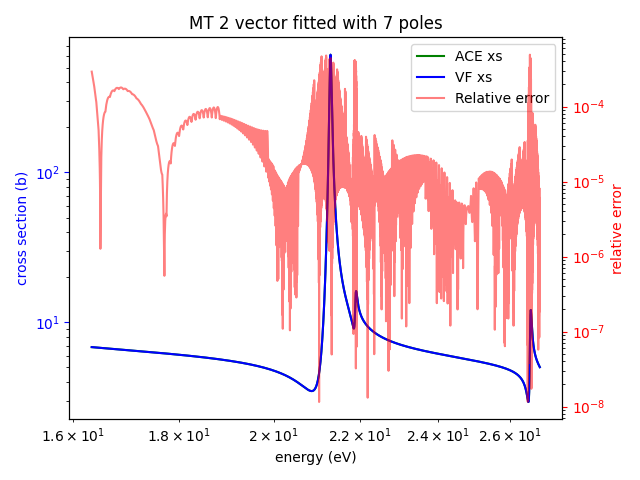 MT 2 vector fitted with 7 poles
ACE xs
VF xs
Relative error
cross section (b)
10²
10¹
10⁻⁴
10⁻⁵
10⁻⁶
10⁻⁷
10⁻⁸
relative error
1.6 × 10¹ 1.8 × 10¹ 2 × 10¹ 2.2 × 10¹ 2.4 × 10¹ 2.6 × 10¹
energy (eV)